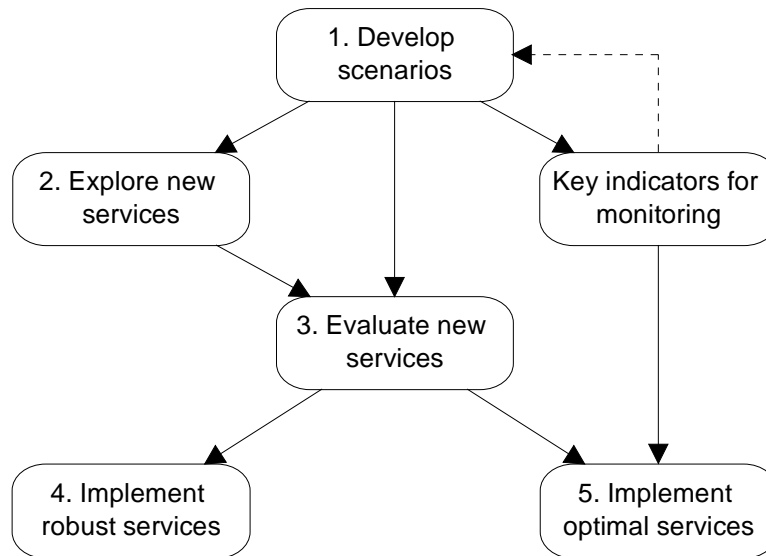 1. Develop
scenarios
2. Explore new
services
Key indicators for
monitoring
3. Evaluate new
services
4. Implement
robust services
5. Implement
optimal services